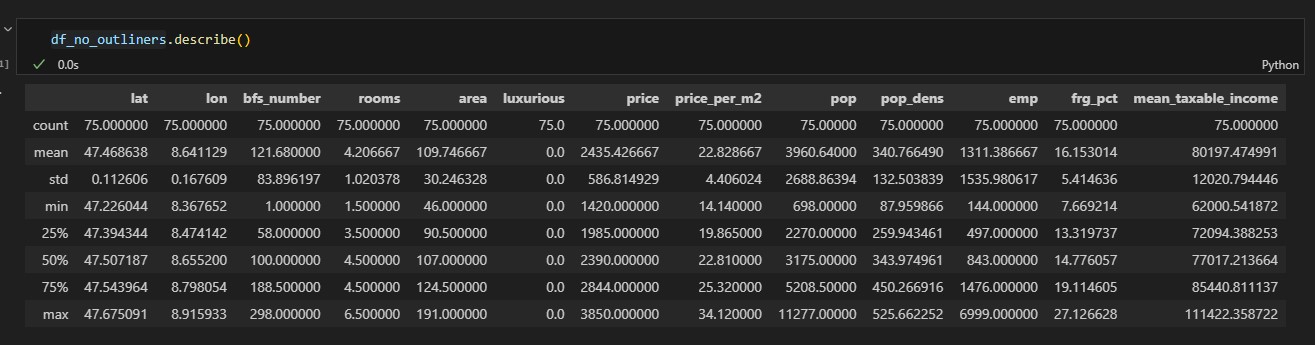 df_no_outliners.describe()
1]
0.0s
Python
lat lon bfs_number rooms area luxurious price price_per_m2 pop pop_dens emp frg_pct mean_taxable_income
count 75.000000 75.000000 75.000000 75.000000 75.000000 75.0 75.000000 75.000000 75.00000 75.000000 75.000000 75.000000 75.000000
mean 47.468638 8.641129 121.680000 4.206667 109.746667 0.0 2435.426667 22.828667 3960.64000 340.766490 1311.386667 16.153014 80197.474991
std 0.112606 0.167609 83.896197 1.020378 30.246328 0.0 586.814929 4.406024 2688.86394 132.503839 1535.980617 5.414636 12020.794446
min 47.226044 8.367652 1.000000 1.500000 46.000000 0.0 1420.000000 14.140000 698.00000 87.959866 144.000000 7.669214 62000.541872
25% 47.394344 8.474142 58.000000 3.500000 90.500000 0.0 1985.000000 19.865000 2270.00000 259.943461 497.000000 13.319737 72094.388253
50% 47.507187 8.655200 100.000000 4.500000 107.000000 0.0 2390.000000 22.810000 3175.00000 343.974961 843.000000 14.776057 77017.213664
75% 47.543964 8.798054 188.500000 4.500000 124.500000 0.0 2844.000000 25.320000 5208.50000 450.266916 1476.000000 19.114605 85440.811137
max 47.675091 8.915933 298.000000 6.500000 191.000000 0.0 3850.000000 34.120000 11277.00000 525.662252 6999.000000 27.126628 111422.358722